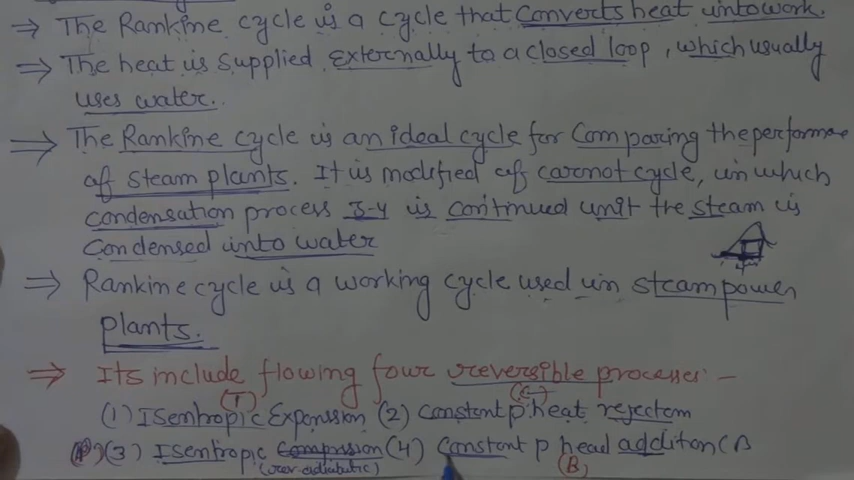 ⇒ The Rankine cycle is a cycle that converts heat into work.
⇒ The heat is supplied externally to a closed loop, which usually
uses water.
⇒ The Rankine cycle is an ideal cycle for comparing the performance
of steam plants. It is modified of carnot cycle, in which
condensation process 3-4 is continued unit the steam is
condensed into water
⇒ Rankine cycle is a working cycle used in steam power
plants.
⇒ Its include flowing four reversible processes:-
(T) (C)
(1) Isentropic Expansion (2) constant p heat rejectom
(P) (3) Isentropic (4) constant p head addition (B
(rever-adiabatic) (B)